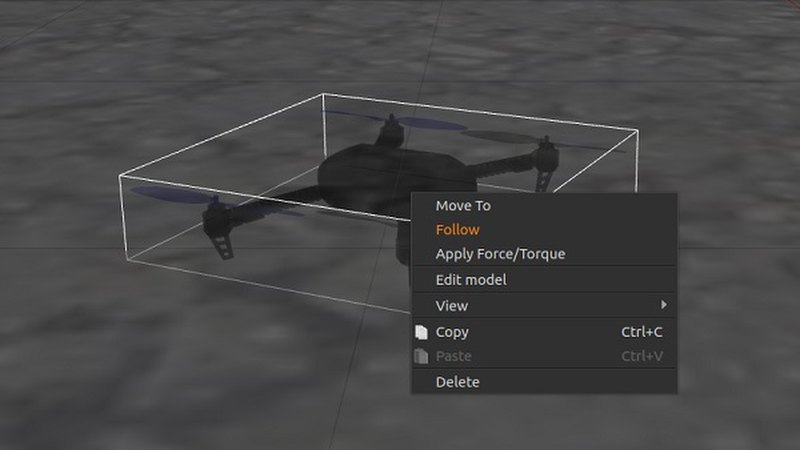 Move To
Follow
Apply Force/Torque
Edit model
View
Copy Ctrl+C
Paste Ctrl+V
Delete